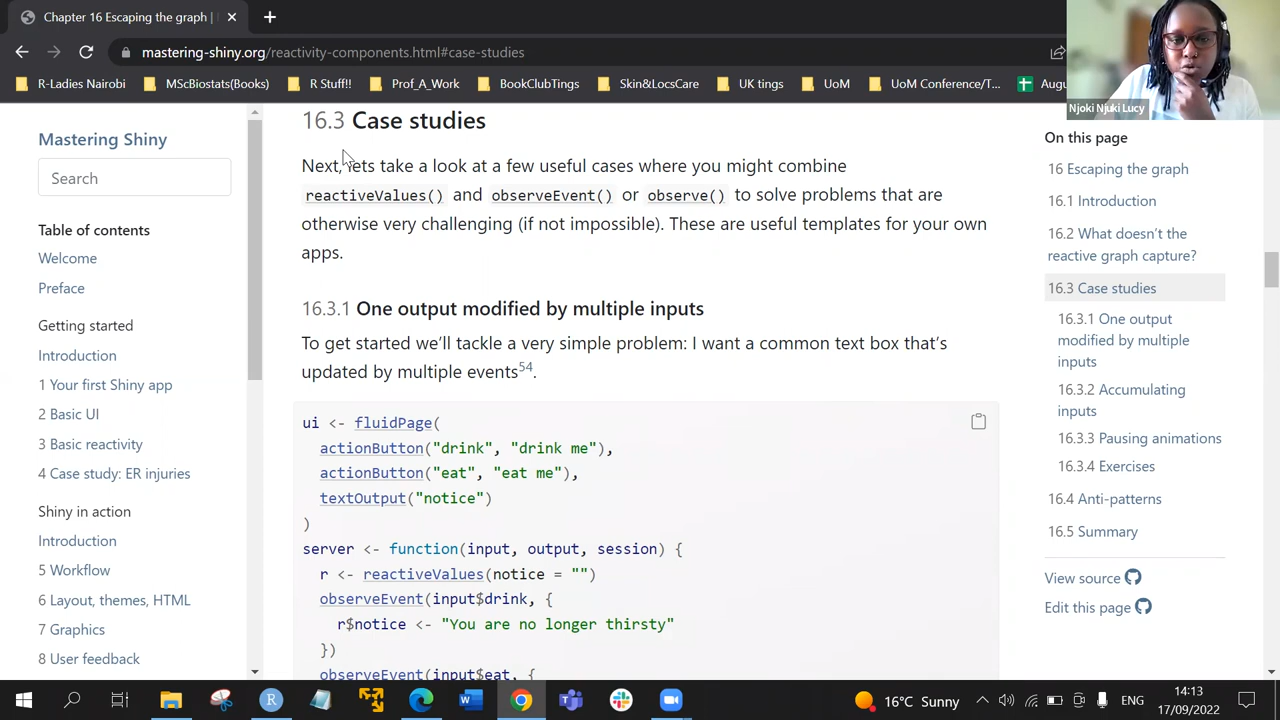 Chapter 16 Escaping the graph |
mastering-shiny.org/reactivity-components.html#case-studies
R-Ladies Nairobi
MScBiostats(Books)
R Stuff!!
Prof_A_Work
BookClubTings
Skin&LocsCare
UK tings
UoM
UoM Conference/T...
Augu
Njoki Njuki Lucy
Mastering Shiny
Search
Table of contents
Welcome
Preface
Getting started
Introduction
1 Your first Shiny app
2 Basic UI
3 Basic reactivity
4 Case study: ER injuries
Shiny in action
Introduction
5 Workflow
6 Layout, themes, HTML
7 Graphics
8 User feedback
16.3 Case studies
Next, lets take a look at a few useful cases where you might combine
reactiveValues() and observeEvent() or observe() to solve problems that are
otherwise very challenging (if not impossible). These are useful templates for your own
apps.
16.3.1 One output modified by multiple inputs
To get started we'll tackle a very simple problem: I want a common text box that's
updated by multiple events54.
ui <- fluidPage(
actionButton("drink", "drink me"),
actionButton("eat", "eat me"),
textOutput("notice")
)
server <- function(input, output, session) {
r <- reactiveValues(notice = "")
observeEvent(input$drink, {
r$notice <- "You are no longer thirsty"
})
observeEvent(input$eat, {
On this page
16 Escaping the graph
16.1 Introduction
16.2 What doesn't the
reactive graph capture?
16.3 Case studies
16.3.1 One output
modified by multiple
inputs
16.3.2 Accumulating
inputs
16.3.3 Pausing animations
16.3.4 Exercises
16.4 Anti-patterns
16.5 Summary
View source
Edit this page
16°C Sunny
ENG
14:13
17/09/2022